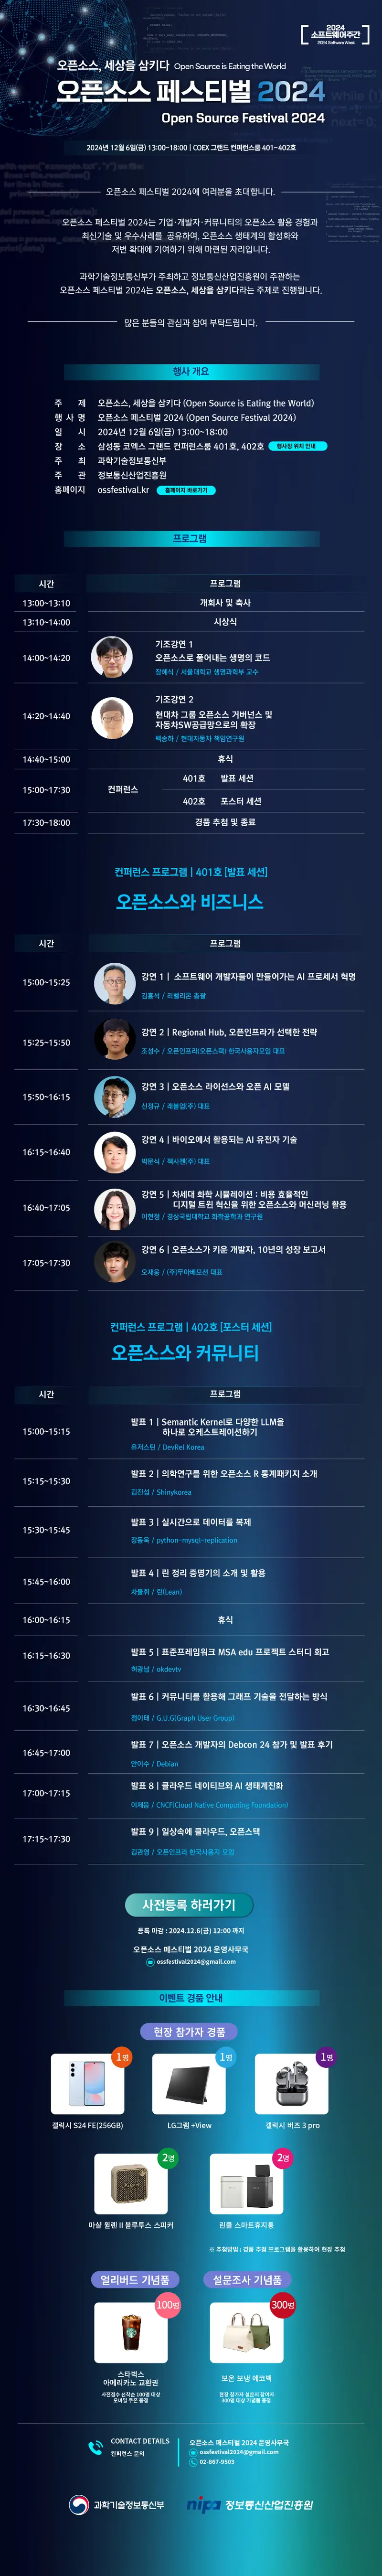 2024
소프트웨어주간
2024 Software Week
오픈소스, 세상을 삼키다 Open Source is Eating the World
오픈소스 페스티벌 2024
Open Source Festival 2024
2024년 12월 6일(금) 13:00~18:00 | COEX 그랜드 컨퍼런스룸 401~402호
오픈소스 페스티벌 2024에 여러분을 초대합니다.
오픈소스 페스티벌 2024는 기업·개발자·커뮤니티의 오픈소스 활용 경험과
최신기술 및 우수사례를 공유하여, 오픈소스 생태계의 활성화와
저변 확대에 기여하기 위해 마련된 자리입니다.
과학기술정보통신부가 주최하고 정보통신산업진흥원이 주관하는
오픈소스 페스티벌 2024는 오픈소스, 세상을 삼키다라는 주제로 진행됩니다.
많은 분들의 관심과 참여 부탁드립니다.
행사 개요
주 제 오픈소스, 세상을 삼키다 (Open Source is Eating the World)
행 사 명 오픈소스 페스티벌 2024 (Open Source Festival 2024)
일 시 2024년 12월 6일(금) 13:00~18:00
장 소 삼성동 코엑스 그랜드 컨퍼런스룸 401호, 402호 행사장 위치 안내
주 최 과학기술정보통신부
주 관 정보통신산업진흥원
홈페이지 ossfestival.kr 홈페이지 바로가기
프로그램
시간 프로그램
13:00~13:10 개회사 및 축사
13:10~14:00 시상식
14:00~14:20 기조강연 1
오픈소스로 풀어내는 생명의 코드
장혜식 / 서울대학교 생명과학부 교수
14:20~14:40 기조강연 2
현대차 그룹 오픈소스 거버넌스 및
자동차SW공급망으로의 확장
백승하 / 현대자동차 책임연구원
14:40~15:00 휴식
15:00~17:30 컨퍼런스 401호 발표 세션
402호 포스터 세션
17:30~18:00 경품 추첨 및 종료
컨퍼런스 프로그램 | 401호 [발표 세션]
오픈소스와 비즈니스
시간 프로그램
15:00~15:25 강연 1 | 소프트웨어 개발자들이 만들어가는 AI 프로세서 혁명
김홍석 / 리벨리온 총괄
15:25~15:50 강연 2 | Regional Hub, 오픈인프라가 선택한 전략
조성수 / 오픈인프라(오픈스택) 한국사용자모임 대표
15:50~16:15 강연 3 | 오픈소스 라이선스와 오픈 AI 모델
신정규 / 래블업(주) 대표
16:15~16:40 강연 4 | 바이오에서 활용되는 AI 유전자 기술
박운식 / 잭시젠(주) 대표
16:40~17:05 강연 5 | 차세대 화학 시뮬레이션 : 비용 효율적인
디지털 트윈 혁신을 위한 오픈소스와 머신러닝 활용
이현정 / 경상국립대학교 화학공학과 연구원
17:05~17:30 강연 6 | 오픈소스가 키운 개발자, 10년의 성장 보고서
오재응 / (주)무아베모션 대표
컨퍼런스 프로그램 | 402호 [포스터 세션]
오픈소스와 커뮤니티
시간 프로그램
15:00~15:15 발표 1 | Semantic Kernel로 다양한 LLM을
하나로 오케스트레이션하기
유저스틴 / DevRel Korea
15:15~15:30 발표 2 | 의학연구를 위한 오픈소스 R 통계패키지 소개
김진섭 / Shinykorea
15:30~15:45 발표 3 | 실시간으로 데이터를 복제
장동욱 / python-mysql-replication
15:45~16:00 발표 4 | 린 정리 증명기의 소개 및 활용
차불휘 / 린(Lean)
16:00~16:15 휴식
16:15~16:30 발표 5 | 표준프레임워크 MSA edu 프로젝트 스터디 회고
허광남 / okdevtv
16:30~16:45 발표 6 | 커뮤니티를 활용해 그래프 기술을 전달하는 방식
정이태 / G.U.G(Graph User Group)
16:45~17:00 발표 7 | 오픈소스 개발자의 Debcon 24 참가 및 발표 후기
얀아수 / Debian
17:00~17:15 발표 8 | 클라우드 네이티브와 AI 생태계진화
이재응 / CNCF(Cloud Native Computing Foundation)
17:15~17:30 발표 9 | 일상속에 클라우드, 오픈스택
김관영 / 오픈인프라 한국사용자 모임
사전등록 하러가기
등록 마감 : 2024.12.6(금) 12:00 까지
오픈소스 페스티벌 2024 운영사무국
ossfestival2024@gmail.com
이벤트 경품 안내
현장 참가자 경품
1명 1명 1명
갤럭시 S24 FE(256GB) LG그램 +View 갤럭시 버즈 3 pro
2명 2명
마샬 윌렌 II 블루투스 스피커 린클 스마트휴지통
※ 추첨방법 : 경품 추첨 프로그램을 활용하여 현장 추첨
얼리버드 기념품 설문조사 기념품
100명 300명
스타벅스
아메리카노 교환권
사전접수 선착순 100명 대상
모바일 쿠폰 증정
보온 보냉 에코백
현장 참가자 설문지 참여자
300명 대상 기념품 증정
CONTACT DETAILS
컨퍼런스 문의
오픈소스 페스티벌 2024 운영사무국
ossfestival2024@gmail.com
02-867-9503
과학기술정보통신부 nipa 정보통신산업진흥원